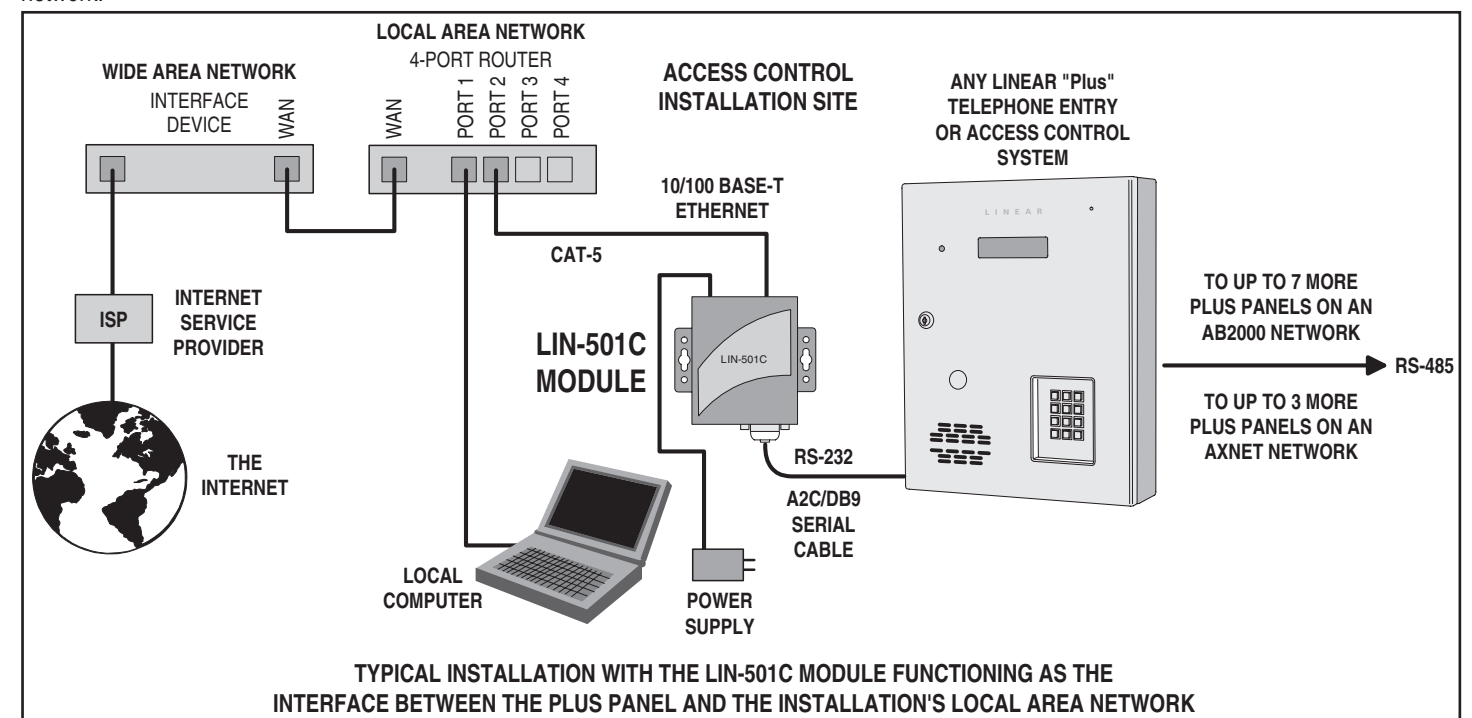 LOCAL AREA NETWORK
4-PORT ROUTER
WIDE AREA NETWORK
INTERFACE
DEVICE
WAN
WAN
PORT 1
PORT 2
PORT 3
PORT 4
ACCESS CONTROL
INSTALLATION SITE
ANY LINEAR "Plus"
TELEPHONE ENTRY
OR ACCESS CONTROL
SYSTEM
10/100 BASE-T
ETHERNET
CAT-5
LINEAR
ISP
INTERNET
SERVICE
PROVIDER
LIN-501C
MODULE
LIN-501C
TO UP TO 7 MORE
PLUS PANELS ON AN
AB2000 NETWORK
RS-485
TO UP TO 3 MORE
PLUS PANELS ON AN
AXNET NETWORK
THE
INTERNET
RS-232
A2C/DB9
SERIAL
CABLE
LOCAL
COMPUTER
POWER
SUPPLY
TYPICAL INSTALLATION WITH THE LIN-501C MODULE FUNCTIONING AS THE
INTERFACE BETWEEN THE PLUS PANEL AND THE INSTALLATION'S LOCAL AREA NETWORK